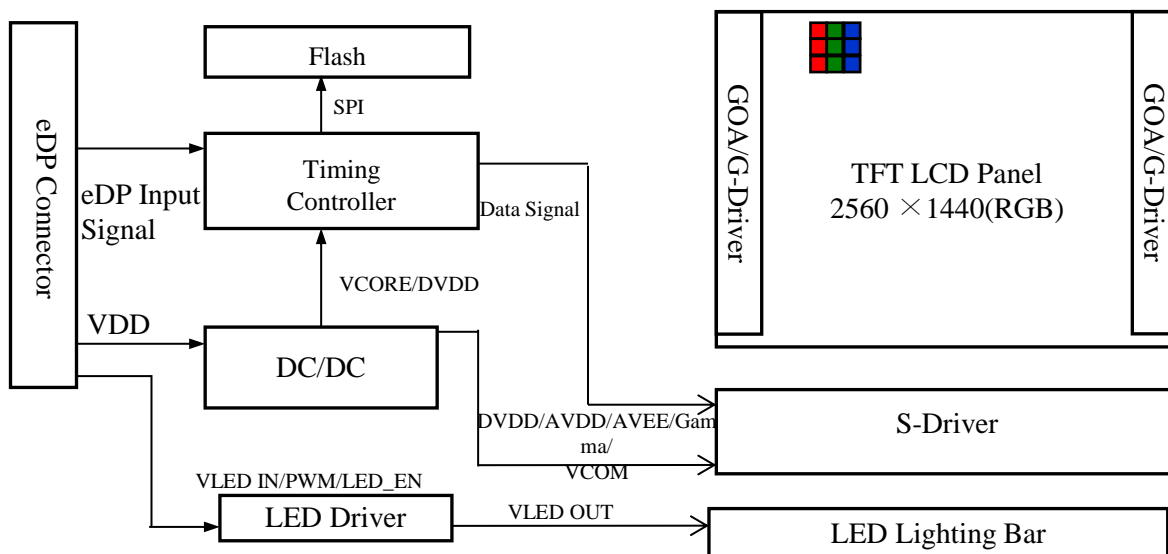 Flash
SPI
eDP Connector
Timing
Controller
eDP Input
Signal
Data Signal
VCORE/DVDD
VDD
DC/DC
DVDD/AVDD/AVEE/Gam
ma/
VCOM
VLED IN/PWM/LED_EN
LED Driver
VLED OUT
GOA/G-Driver
TFT LCD Panel
2560 ×1440(RGB)
GOA/G-Driver
S-Driver
LED Lighting Bar